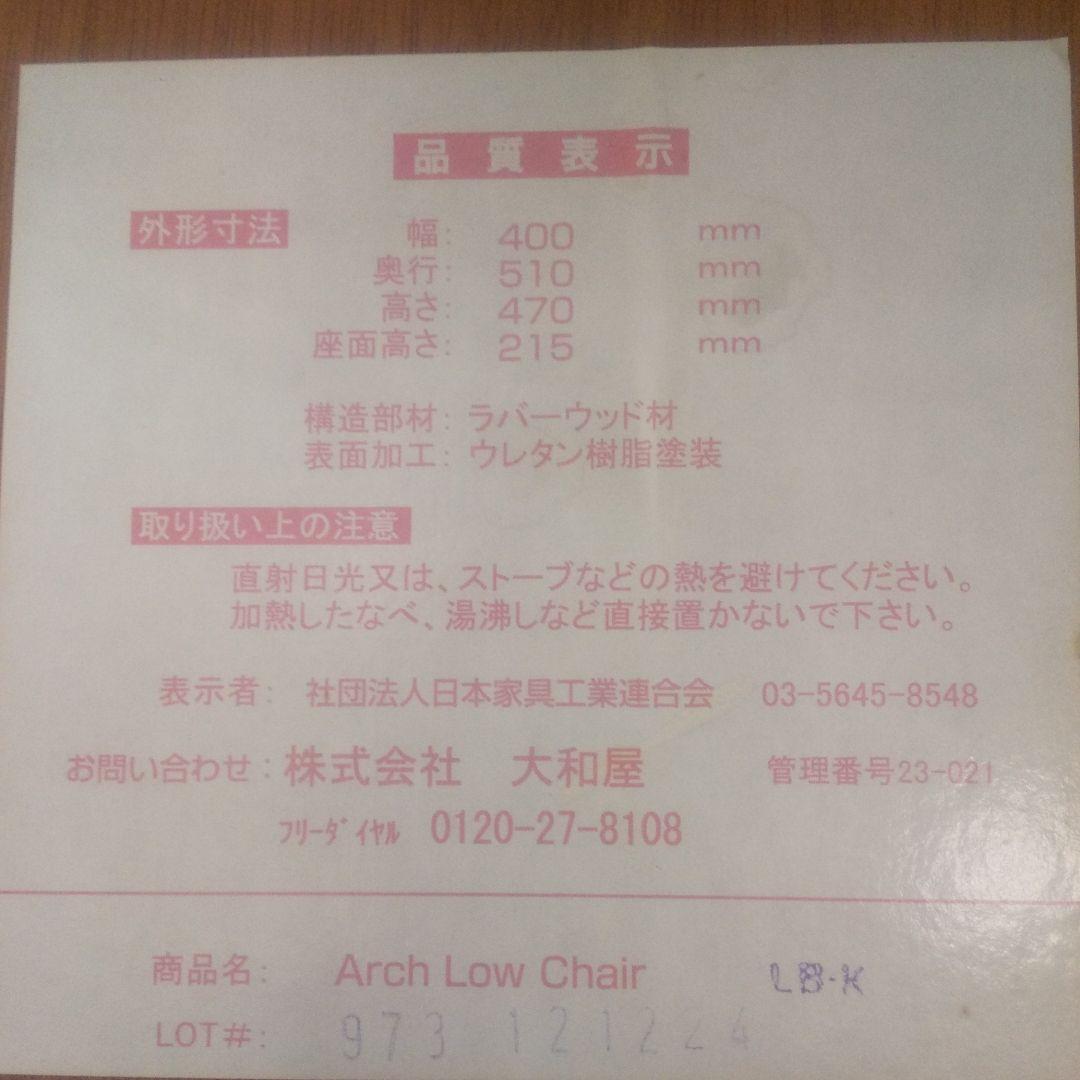 品質表示
外形寸法 幅: 400 mm
奥行: 510 mm
高さ: 470 mm
座面高さ: 215 mm
構造部材: ラバーウッド材
表面加工: ウレタン樹脂塗装
取り扱い上の注意
直射日光又は、ストーブなどの熱を避けてください。
加熱したなべ、湯沸しなど直接置かないで下さい。
表示者: 社団法人日本家具工業連合会 03-5645-8548
お問い合わせ: 株式会社 大和屋 管理番号23-021
フリーダイヤル 0120-27-8108
商品名: Arch Low Chair LB-K
LOT#: 973 121224